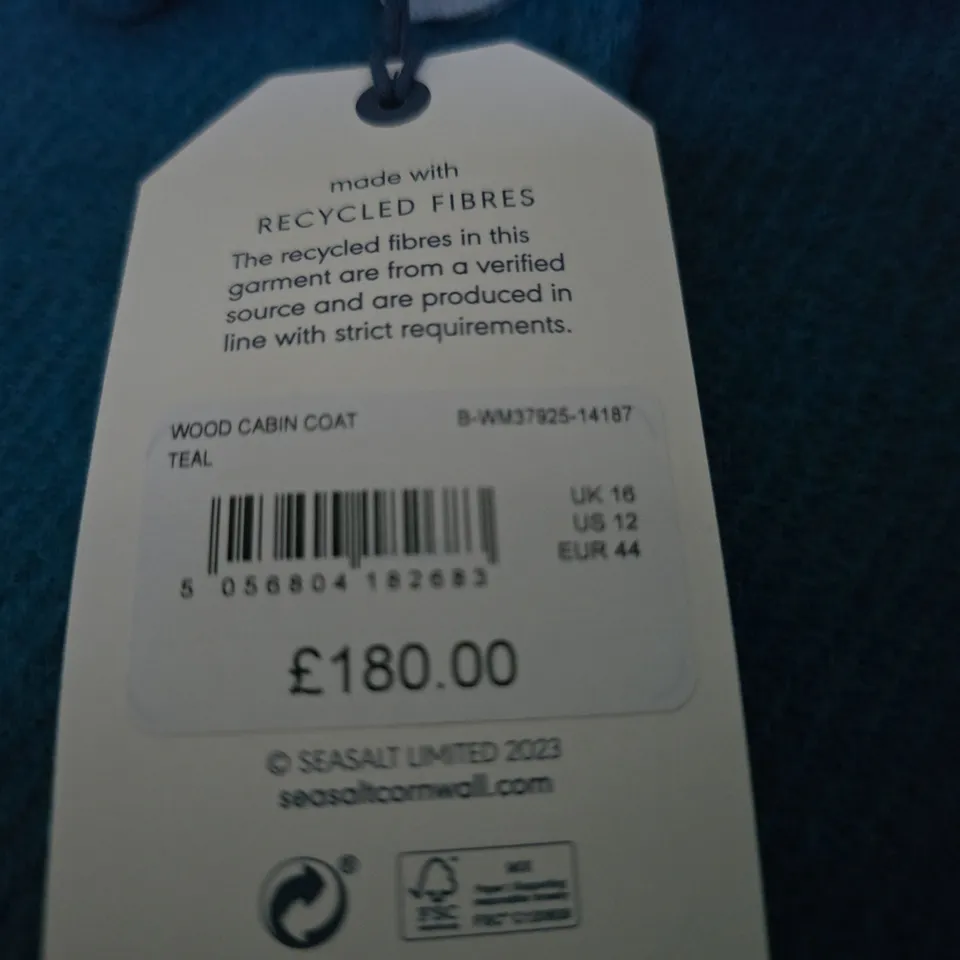 made with
RECYCLED FIBRES
The recycled fibres in this
garment are from a verified
source and are produced in
line with strict requirements.
WOOD CABIN COAT B-WM37925-14187
TEAL
UK 16
US 12
EUR 44
5 056804 182683
£180.00
© SEASALT LIMITED 2023
seasaltcornwall.com
®
FSC
MIX